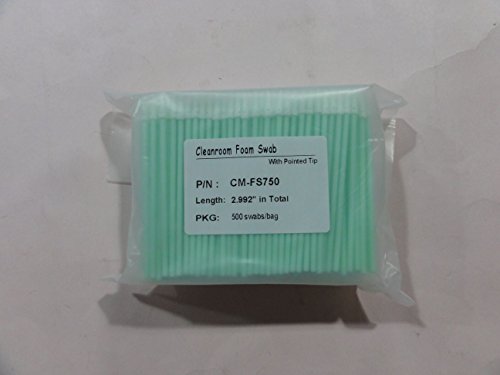 Cleanroom Foam Swab
With Pointed Tip
P/N : CM-FS750
Length: 2.992" in Total
PKG: 500 swabs/bag